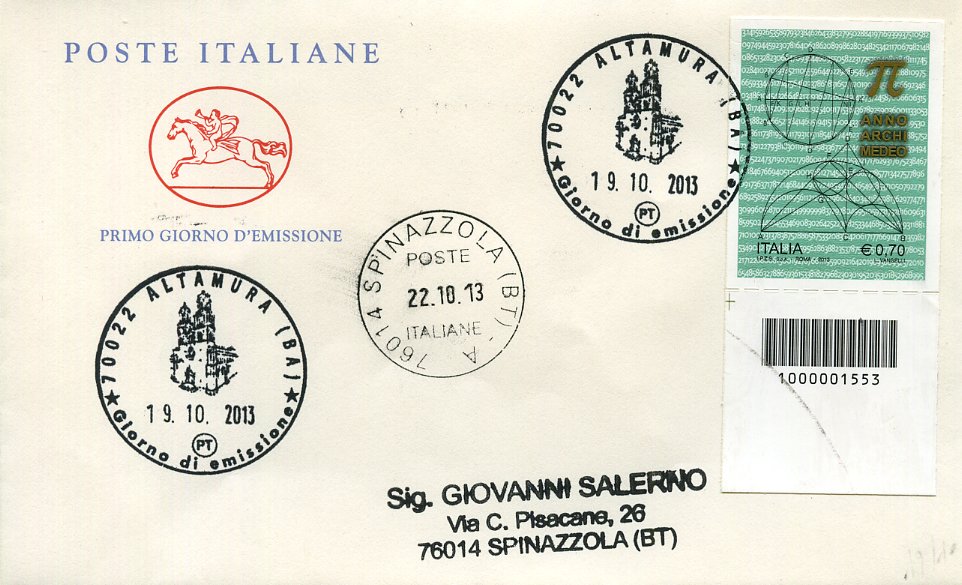 POSTE ITALIANE
PRIMO GIORNO D'EMISSIONE
70022 ALTAMURA (BA)
19. 10. 2013
PT
★ Giorno di emissione ★
76014 SPINAZZOLA (BT) - A
POSTE
22.10.13
ITALIANE
70022 ALTAMURA (BA)
19. 10. 2013
PT
★ Giorno di emissione ★
π
ANNO
ARCHI
MEDEO
A C B
ITALIA €0,70
I.P.Z.S. S.p.A. - ROMA - 2013
1000001553
Sig. GIOVANNI SALERNO
Via C. Pisacane, 26
76014 SPINAZZOLA (BT)